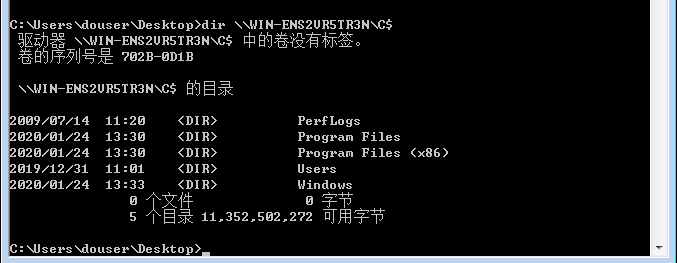 C:\Users\douser\Desktop>dir \\WIN-ENS2VR5TR3N\C$
驱动器 \\WIN-ENS2VR5TR3N\C$ 中的卷没有标签。
卷的序列号是 702B-0D1B
\\WIN-ENS2VR5TR3N\C$ 的目录
2009/07/14  11:20    <DIR>          PerfLogs
2020/01/24  13:30    <DIR>          Program Files
2020/01/24  13:30    <DIR>          Program Files (x86)
2019/12/31  11:01    <DIR>          Users
2020/01/24  13:33    <DIR>          Windows
0 个文件              0 字节
5 个目录 11,352,502,272 可用字节
C:\Users\douser\Desktop>